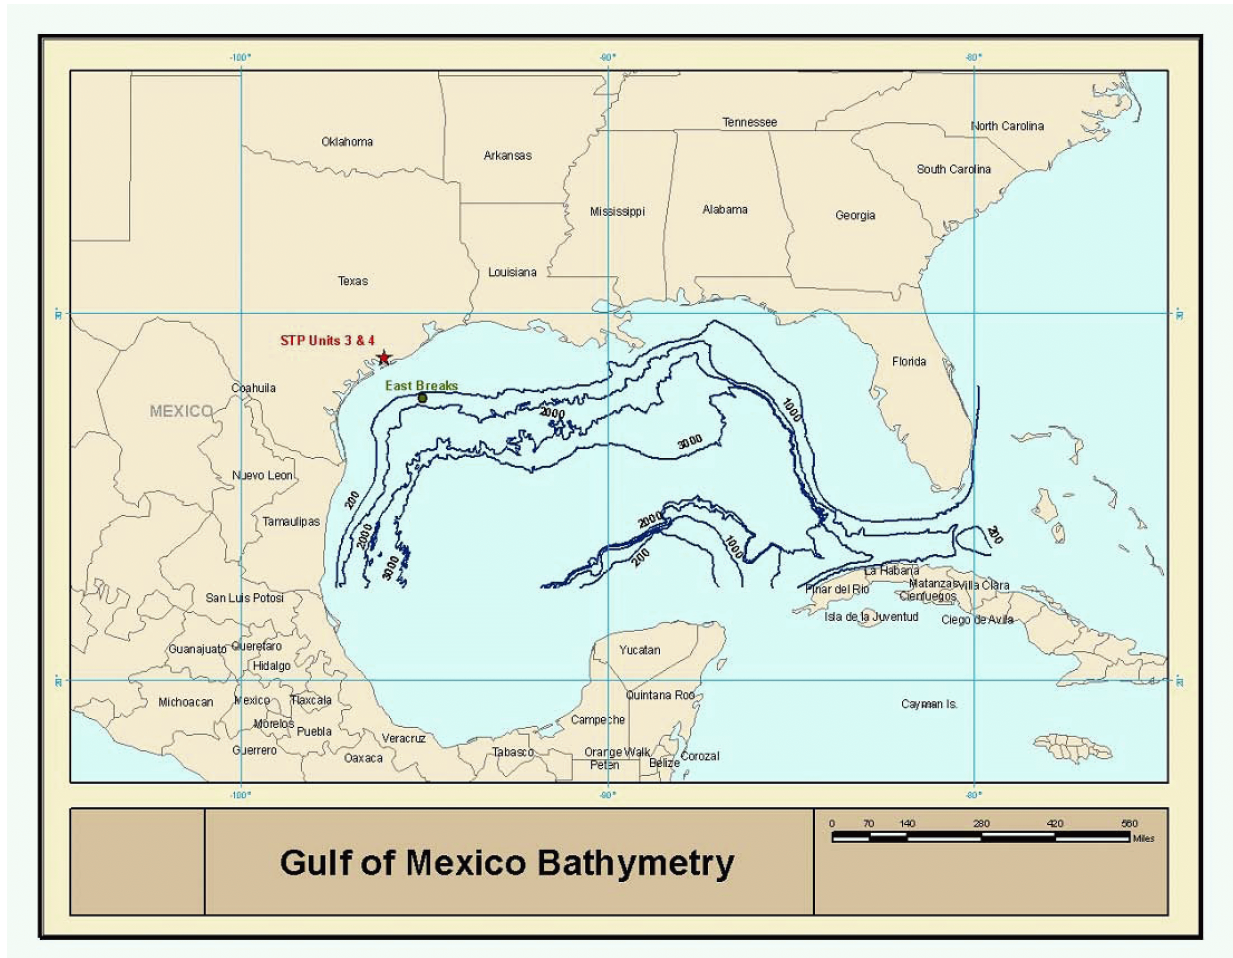 -100°
-90°
-80°
Tennessee
North Carolina
Oklahoma
Arkansas
South Carolina
Mississippi
Alabama
Georgia
Louisiana
Texas
STP Units 3 & 4
Florida
East Breaks
Coahuila
MEXICO
2000
1000
3000
Nuevo Leon
200
Tamaulipas
2000
2000
200
1000
200
3000
La Habana
Pinar del Rio
Matanzas
Villa Clara
Cienfuegos
San Luis Potosi
Isla de la Juventud
Ciego de Avila
Guanajuato
Queretaro
Yucatan
Hidalgo
Michoacan
Mexico
Tlaxcala
Quintana Roo
Cayman Is.
Morelos
Puebla
Campeche
Veracruz
Guerrero
Oaxaca
Tabasco
Orange Walk
Corozal
Peten
Belize
-100°
-90°
-80°
Gulf of Mexico Bathymetry
0 70 140 280 420 560
Miles